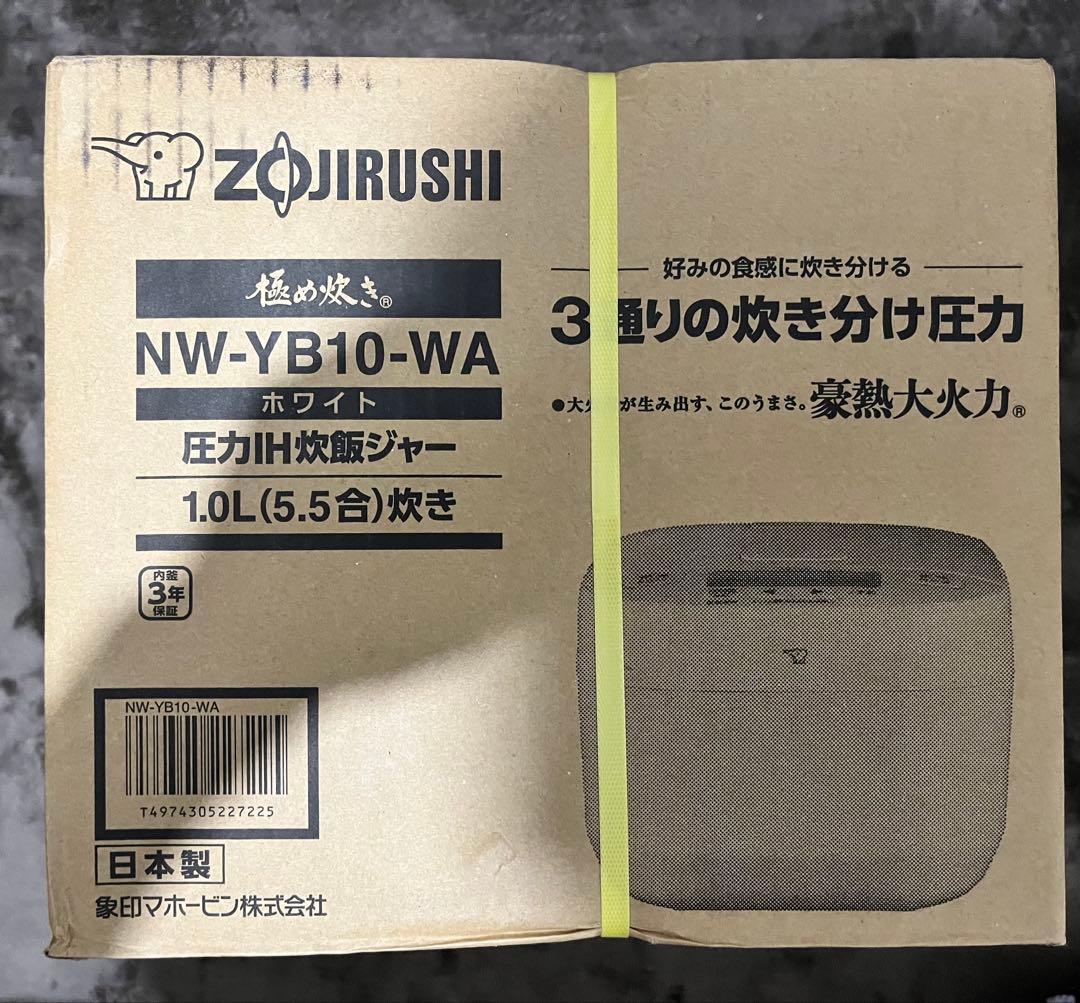 ZOJIRUSHI
極め炊き®
NW-YB10-WA
ホワイト
圧力IH炊飯ジャー
1.0L(5.5合)炊き
内釜
3年
保証
NW-YB10-WA
T4974305227225
日本製
象印マホービン株式会社
好みの食感に炊き分ける
3通りの炊き分け圧力
●大火力が生み出す、このうまさ。豪熱大火力®